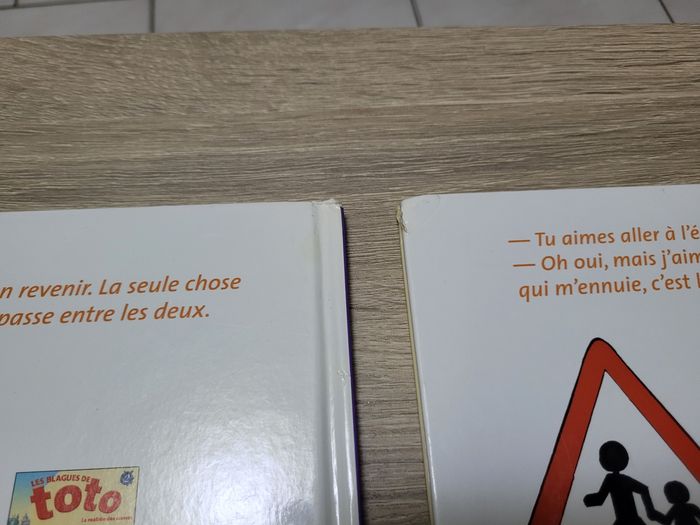 n revenir. La seule chose
passe entre les deux.
LES BLAGUES DE
toto
— Tu aimes aller à l'é
— Oh oui, mais j'aim
qui m'ennuie, c'est l